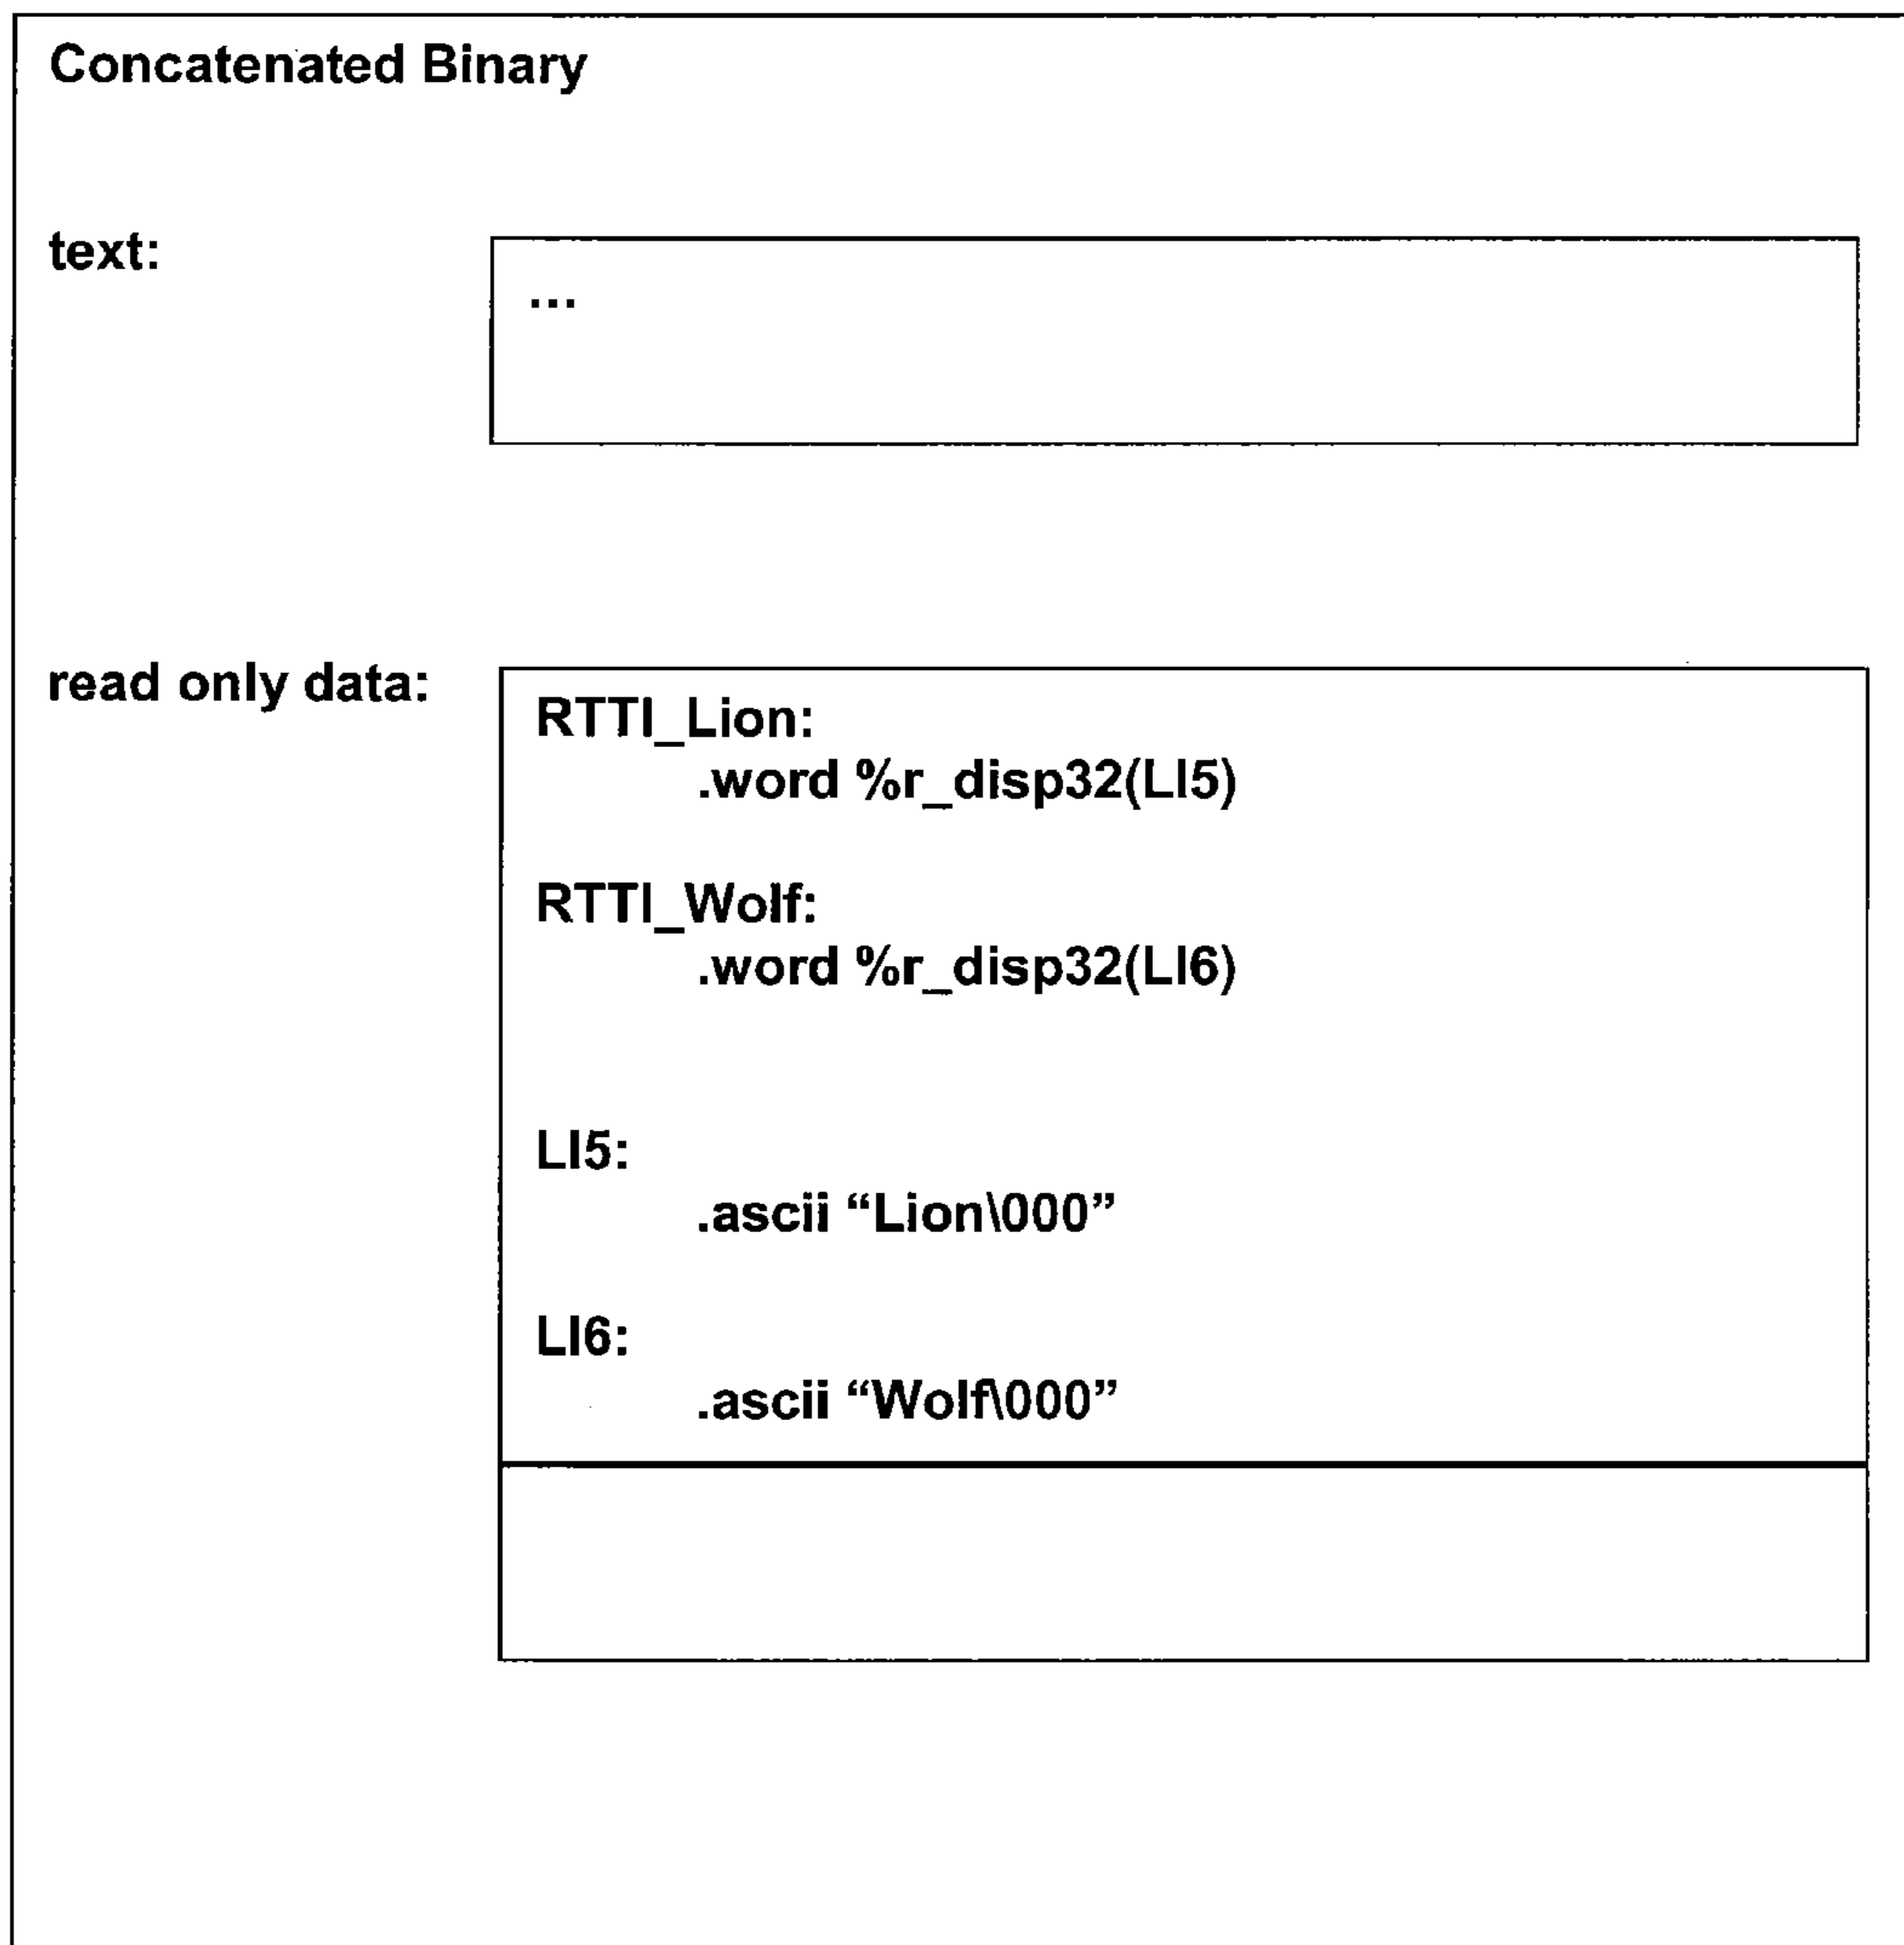 Concatenated Binary
text:
...
read only data:
RTTI_Lion:
.word %r_disp32(LI5)
RTTI_Wolf:
.word %r_disp32(LI6)
LI5:
.ascii “Lion\000”
LI6:
.ascii “Wolf\000”